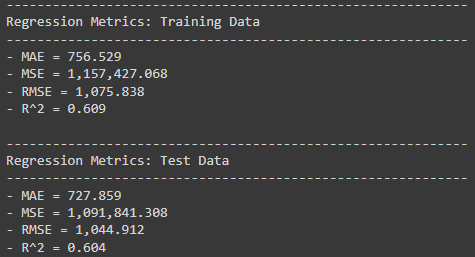 ----------------------------------------------------------------
Regression Metrics: Training Data
----------------------------------------------------------------
- MAE = 756.529
- MSE = 1,157,427.068
- RMSE = 1,075.838
- R^2 = 0.609
----------------------------------------------------------------
Regression Metrics: Test Data
----------------------------------------------------------------
- MAE = 727.859
- MSE = 1,091,841.308
- RMSE = 1,044.912
- R^2 = 0.604